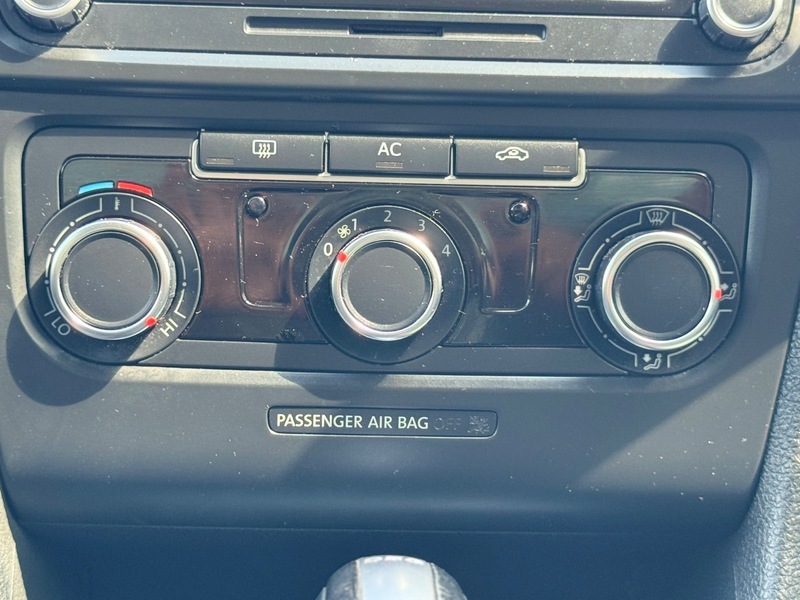 AC
0 1 2 3 4
LO HI
PASSENGER AIR BAG OFF